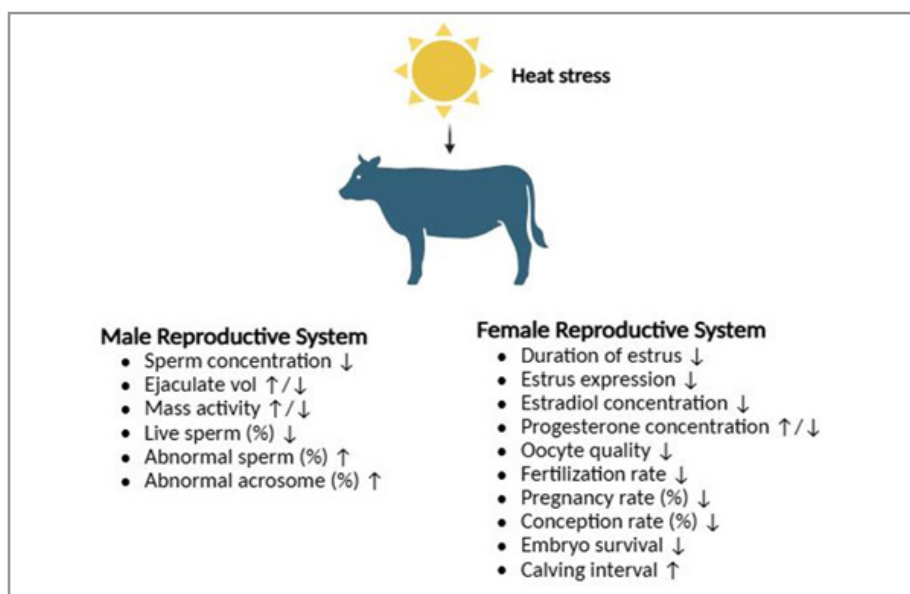 Heat stress
Male Reproductive System
• Sperm concentration ↓
• Ejaculate vol ↑/↓
• Mass activity ↑/↓
• Live sperm (%) ↓
• Abnormal sperm (%) ↑
• Abnormal acrosome (%) ↑
Female Reproductive System
• Duration of estrus ↓
• Estrus expression ↓
• Estradiol concentration ↓
• Progesterone concentration ↑/↓
• Oocyte quality ↓
• Fertilization rate ↓
• Pregnancy rate (%) ↓
• Conception rate (%) ↓
• Embryo survival ↓
• Calving interval ↑